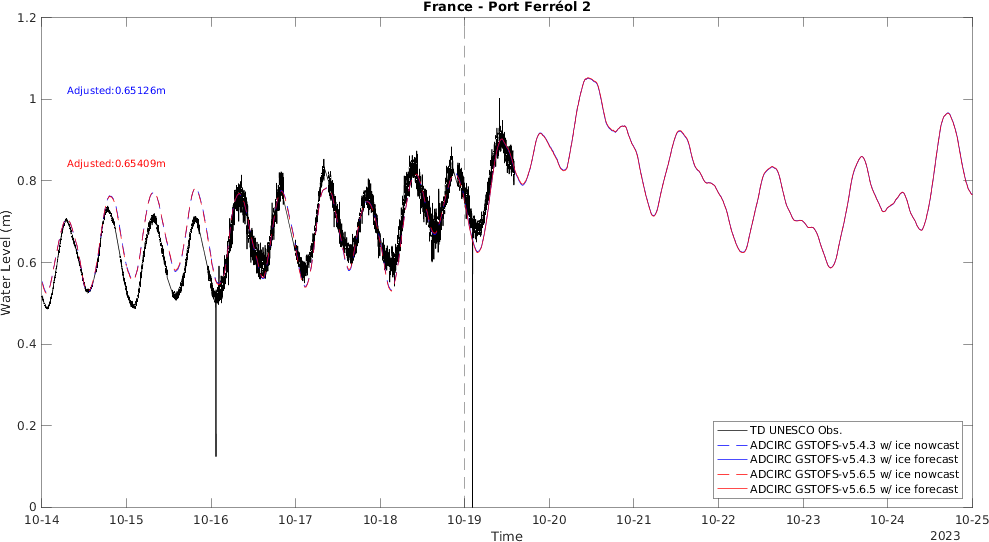 France - Port Ferréol 2
1.2
1
0.8
0.6
0.4
0.2
0
Water Level (m)
Adjusted:0.65126m
Adjusted:0.65409m
TD UNESCO Obs.
ADCIRC GSTOFS-v5.4.3 w/ ice nowcast
ADCIRC GSTOFS-v5.4.3 w/ ice forecast
ADCIRC GSTOFS-v5.6.5 w/ ice nowcast
ADCIRC GSTOFS-v5.6.5 w/ ice forecast
10-14 10-15 10-16 10-17 10-18 10-19 10-20 10-21 10-22 10-23 10-24 10-25
Time
2023